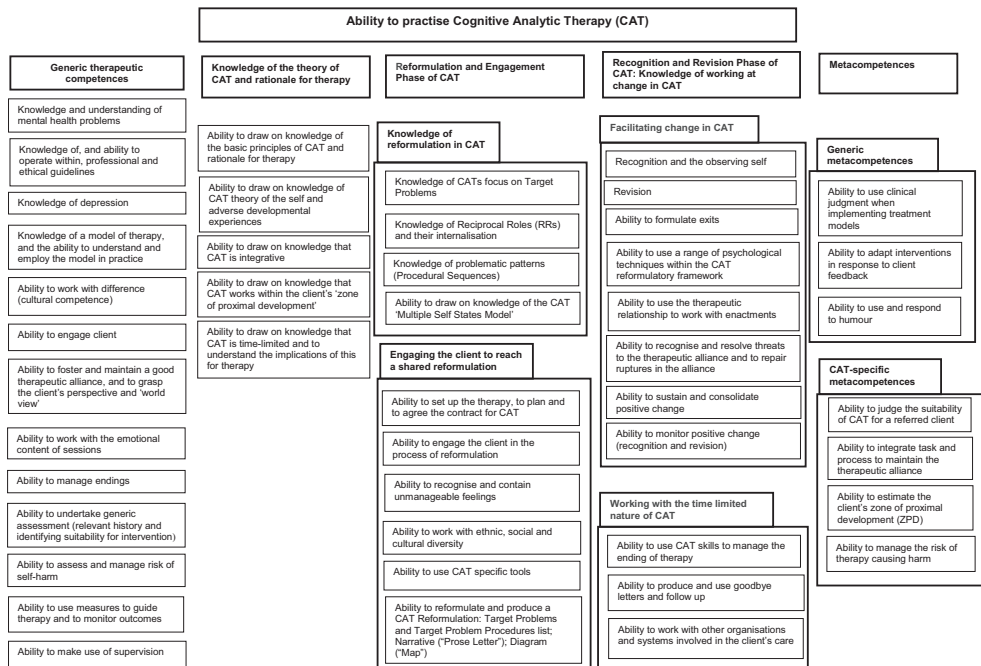 Ability to practise Cognitive Analytic Therapy (CAT)
Generic therapeutic
competences
Knowledge and understanding of
mental health problems
Knowledge of, and ability to
operate within, professional and
ethical guidelines
Knowledge of depression
Knowledge of a model of therapy,
and the ability to understand and
employ the model in practice
Ability to work with difference
(cultural competence)
Ability to engage client
Ability to foster and maintain a good
therapeutic alliance, and to grasp
the client's perspective and 'world
view'
Ability to work with the emotional
content of sessions
Ability to manage endings
Ability to undertake generic
assessment (relevant history and
identifying suitability for intervention)
Ability to assess and manage risk of
self-harm
Ability to use measures to guide
therapy and to monitor outcomes
Ability to make use of supervision
Knowledge of the theory of
CAT and rationale for therapy
Ability to draw on knowledge of
the basic principles of CAT and
rationale for therapy
Ability to draw on knowledge of
CAT theory of the self and
adverse developmental
experiences
Ability to draw on knowledge that
CAT is integrative
Ability to draw on knowledge that
CAT works within the client's 'zone
of proximal development'
Ability to draw on knowledge that
CAT is time-limited and to
understand the implications of this
for therapy
Reformulation and Engagement
Phase of CAT
Knowledge of
reformulation in CAT
Knowledge of CATs focus on Target
Problems
Knowledge of Reciprocal Roles (RRs)
and their internalisation
Knowledge of problematic patterns
(Procedural Sequences)
Ability to draw on knowledge of the CAT
'Multiple Self States Model'
Engaging the client to reach
a shared reformulation
Ability to set up the therapy, to plan and
to agree the contract for CAT
Ability to engage the client in the
process of reformulation
Ability to recognise and contain
unmanageable feelings
Ability to work with ethnic, social and
cultural diversity
Ability to use CAT specific tools
Ability to reformulate and produce a
CAT Reformulation: Target Problems
and Target Problem Procedures list;
Narrative ("Prose Letter"); Diagram
("Map")
Recognition and Revision Phase of
CAT: Knowledge of working at
change in CAT
Facilitating change in CAT
Recognition and the observing self
Revision
Ability to formulate exits
Ability to use a range of psychological
techniques within the CAT
reformulatory framework
Ability to use the therapeutic
relationship to work with enactments
Ability to recognise and resolve threats
to the therapeutic alliance and to repair
ruptures in the alliance
Ability to sustain and consolidate
positive change
Ability to monitor positive change
(recognition and revision)
Working with the time limited
nature of CAT
Ability to use CAT skills to manage the
ending of therapy
Ability to produce and use goodbye
letters and follow up
Ability to work with other organisations
and systems involved in the client's care
Metacompetences
Generic
metacompetences
Ability to use clinical
judgment when
implementing treatment
models
Ability to adapt interventions
in response to client
feedback
Ability to use and respond
to humour
CAT-specific
metacompetences
Ability to judge the suitability
of CAT for a referred client
Ability to integrate task and
process to maintain the
therapeutic alliance
Ability to estimate the
client's zone of proximal
development (ZPD)
Ability to manage the risk of
therapy causing harm